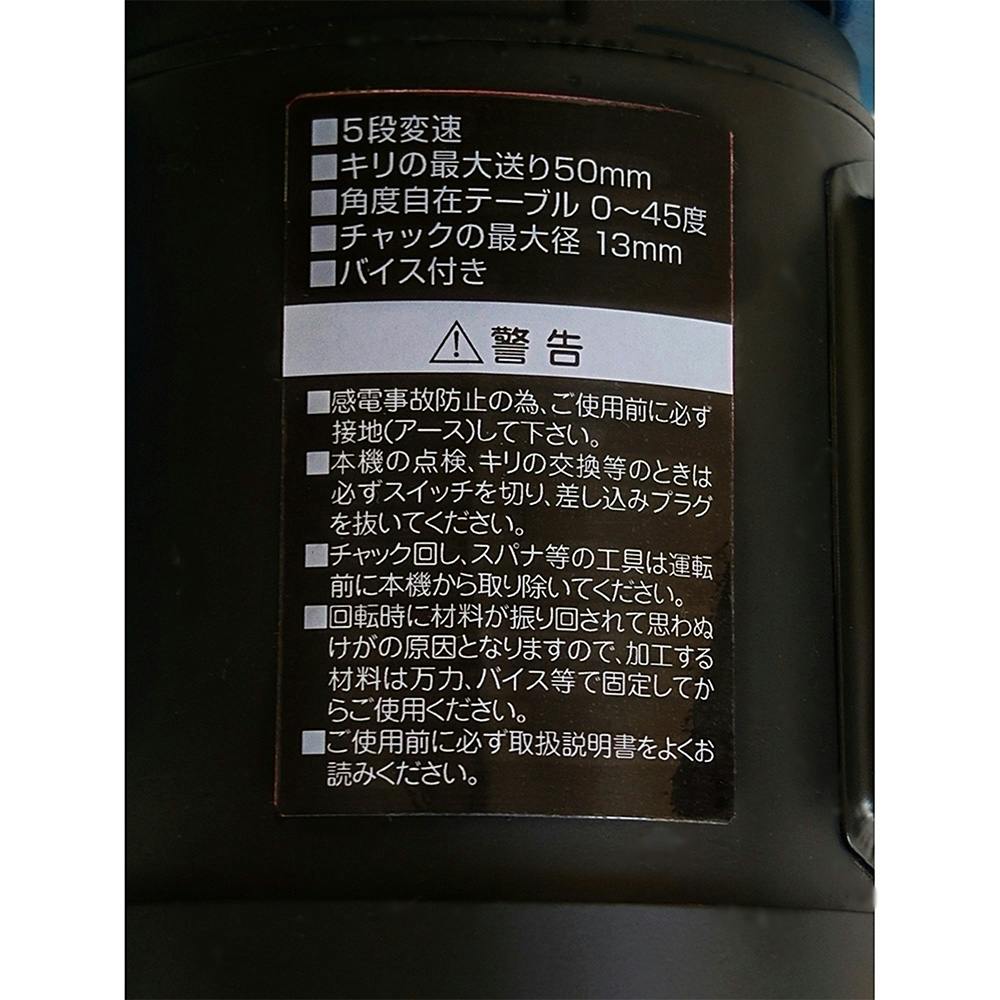 ■5段変速
■キリの最大送り50mm
■角度自在テーブル 0〜45度
■チャックの最大径 13mm
■バイス付き
⚠警告
■感電事故防止の為、ご使用前に必ず
接地(アース)して下さい。
■本機の点検、キリの交換等のときは
必ずスイッチを切り、差し込みプラグ
を抜いてください。
■チャック回し、スパナ等の工具は運転
前に本機から取り除いてください。
■回転時に材料が振り回されて思わぬ
けがの原因となりますので、加工する
材料は万力、バイス等で固定してか
らご使用ください。
■ご使用前に必ず取扱説明書をよくお
読みください。